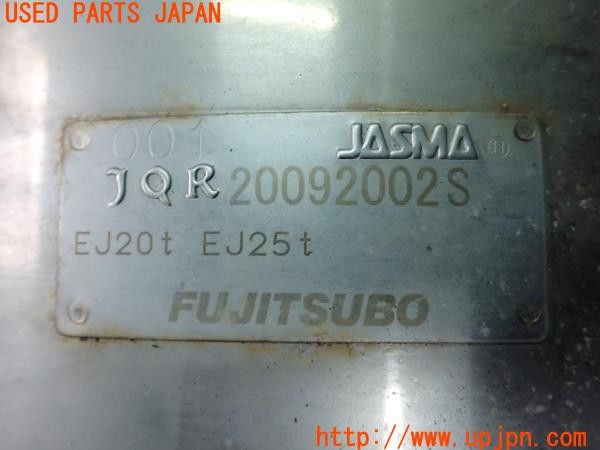 USED PARTS JAPAN
001 JASMA®
JQR 20092002S
EJ20t EJ25t
FUJITSUBO
http://www.upjpn.com